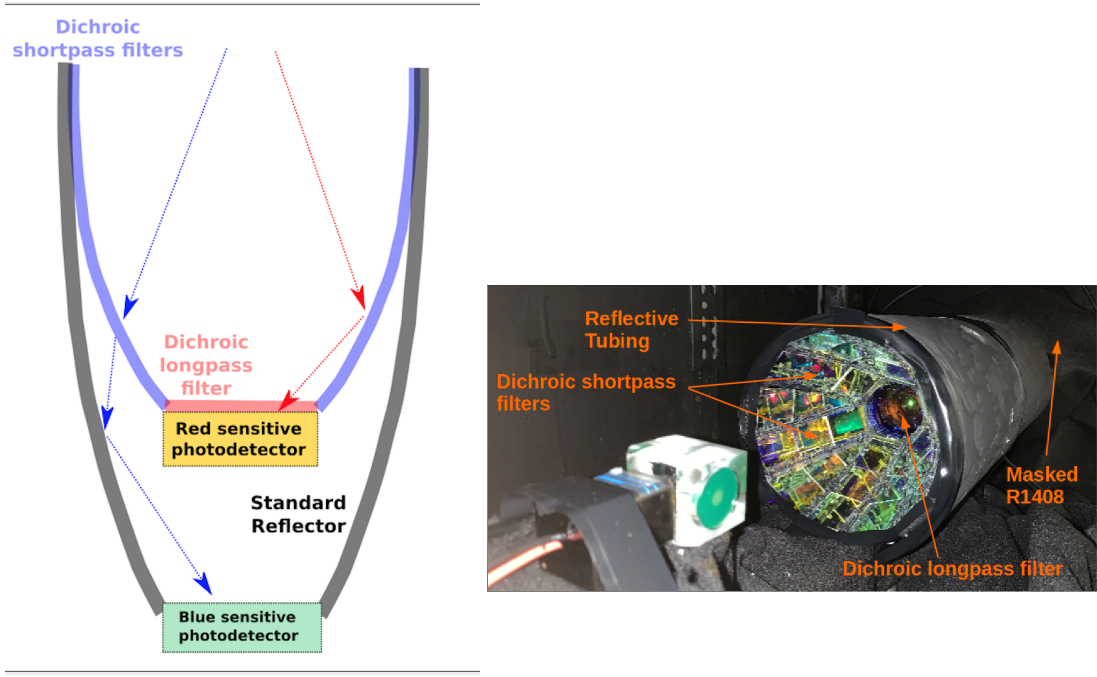 Dichroic
shortpass filters
Dichroic
longpass
filter
Red sensitive
photodetector
Standard
Reflector
Blue sensitive
photodetector
Reflective
Tubing
Dichroic shortpass
filters
Masked
R1408
Dichroic longpass filter